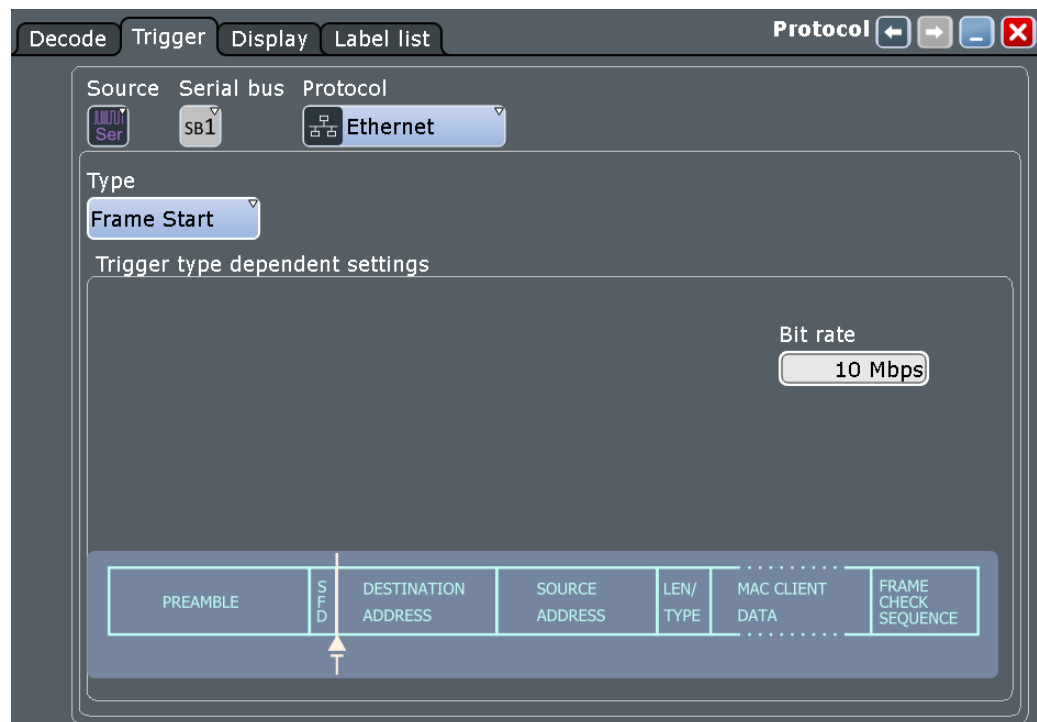 Decode Trigger Display Label list Protocol
Source Serial bus Protocol
Ser SB1 Ethernet
Type
Frame Start
Trigger type dependent settings
Bit rate
10 Mbps
PREAMBLE
S
F
D
DESTINATION
ADDRESS
SOURCE
ADDRESS
LEN/
TYPE
MAC CLIENT
DATA
FRAME
CHECK
SEQUENCE
T